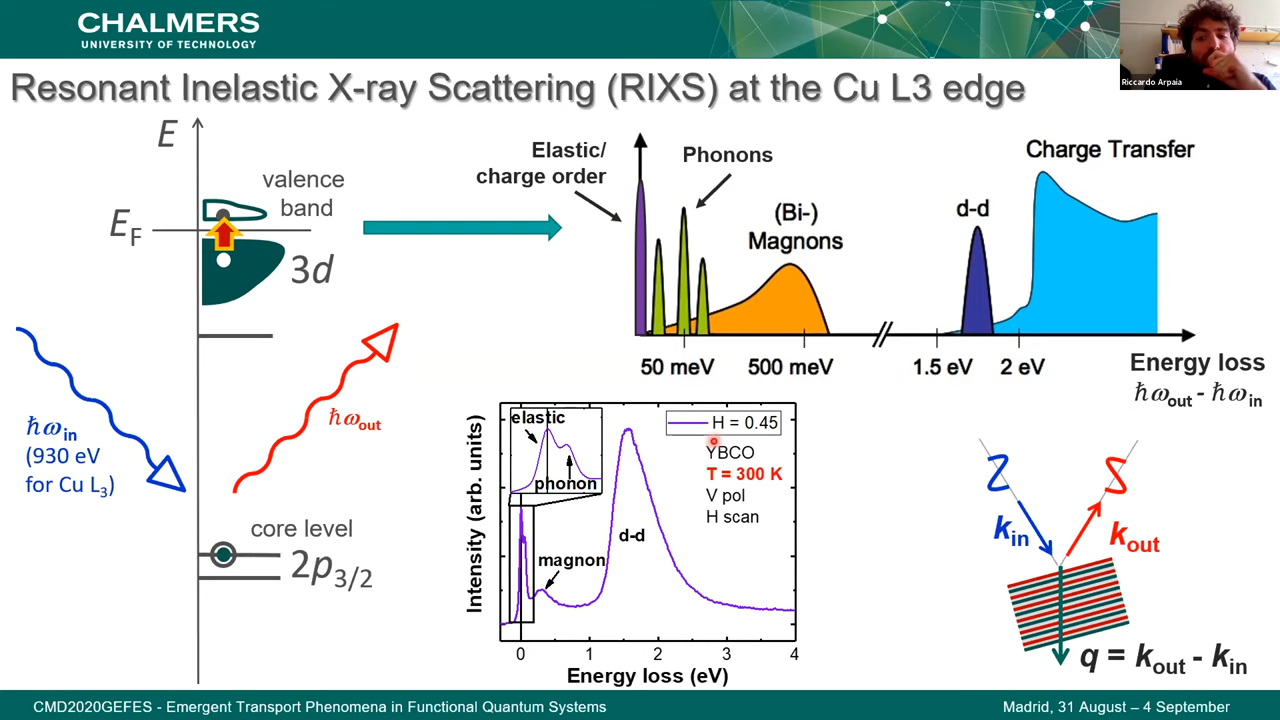 CHALMERS
UNIVERSITY OF TECHNOLOGY
Riccardo Arpaia
Resonant Inelastic X-ray Scattering (RIXS) at the Cu L3 edge
E
valence
band
E_F
3d
ħω_in
(930 eV
for Cu L₃)
ħω_out
core level
2p_3/2
Elastic/
charge order
Phonons
(Bi-)
Magnons
d-d
Charge Transfer
50 meV
500 meV
1.5 eV
2 eV
Energy loss
ħω_out - ħω_in
Intensity (arb. units)
elastic
phonon
magnon
d-d
H = 0.45
YBCO
T = 300 K
V pol
H scan
0 1 2 3 4
Energy loss (eV)
k_in
k_out
q = k_out - k_in
CMD2020GEFES - Emergent Transport Phenomena in Functional Quantum Systems
Madrid, 31 August – 4 September